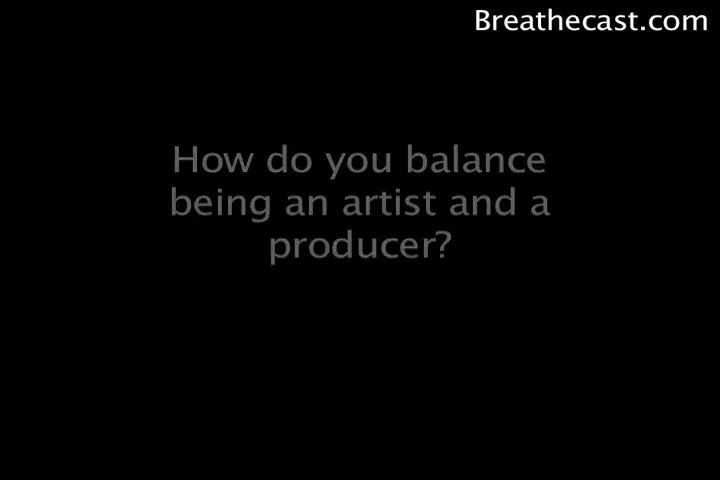 Breathecast.com
How do you balance
being an artist and a
producer?